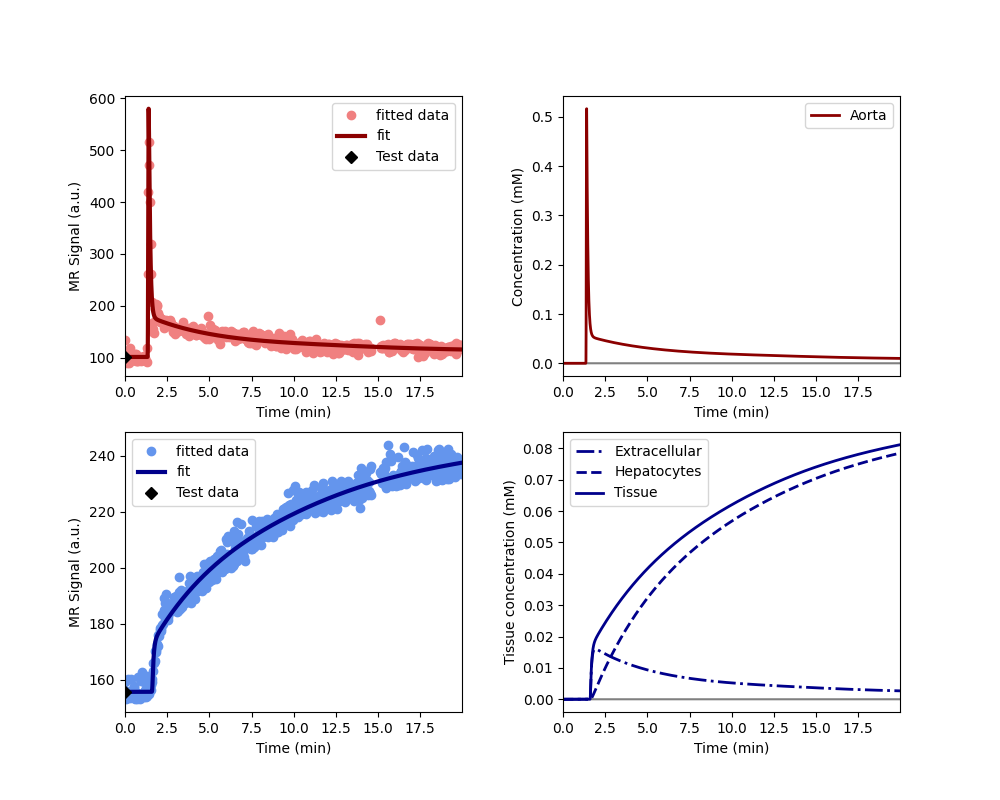 600
500
400
300
200
100
MR Signal (a.u.)
fitted data
fit
Test data
0.0 2.5 5.0 7.5 10.0 12.5 15.0 17.5
Time (min)
0.5
0.4
0.3
0.2
0.1
0.0
Concentration (mM)
Aorta
0.0 2.5 5.0 7.5 10.0 12.5 15.0 17.5
Time (min)
240
220
200
180
160
MR Signal (a.u.)
fitted data
fit
Test data
0.0 2.5 5.0 7.5 10.0 12.5 15.0 17.5
Time (min)
0.08
0.07
0.06
0.05
0.04
0.03
0.02
0.01
0.00
Tissue concentration (mM)
Extracellular
Hepatocytes
Tissue
0.0 2.5 5.0 7.5 10.0 12.5 15.0 17.5
Time (min)